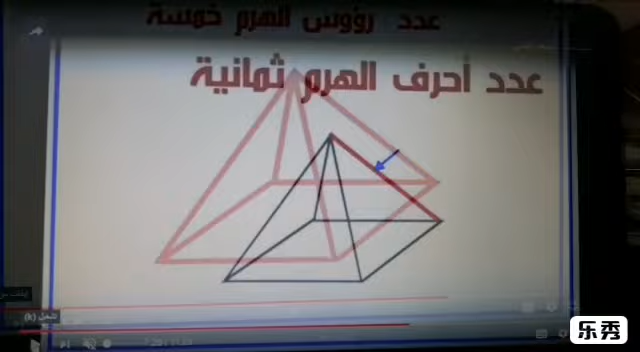 عدد رؤوس الهرم خمسة
عدد أحرف الهرم ثمانية
乐秀